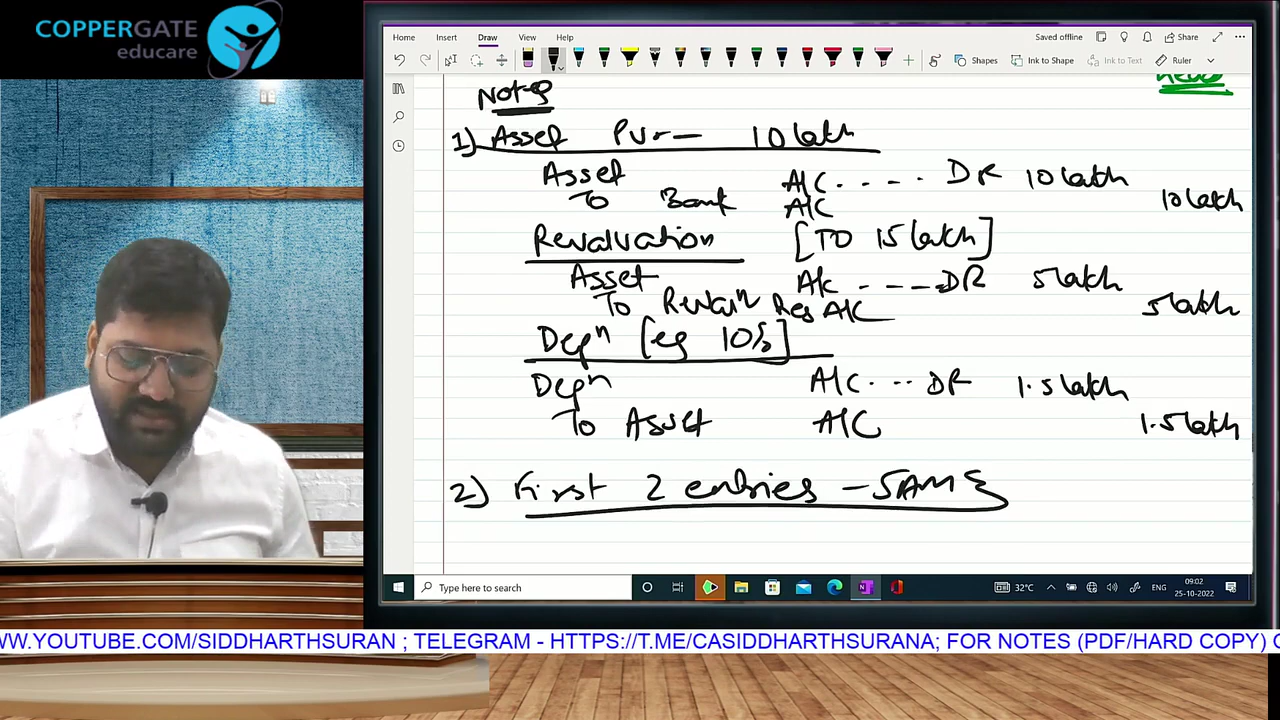 COPPERGATE
educare
Home Insert Draw View Help
Saved offline
Share
Shapes
Ink to Shape
Ink to Text
Ruler
Notes
1) Asset Pur— 10 lakh
Asset A/C.... DR 10 lakh
To Bank A/C 10 lakh
Revaluation [TO 15 lakh]
Asset A/c ----DR 5 lakh
To Revaln Res A/C 5 lakh
Depn [eg 10%]
Depn A/C... DR 1.5 lakh
To Asset A/C 1.5 lakh
2) First 2 entries - SAME
Type here to search
32°C
ENG
09:02
25-10-2022
WW.YOUTUBE.COM/SIDDHARTHSURAN ; TELEGRAM - HTTPS://T.ME/CASIDDHARTHSURANA; FOR NOTES (PDF/HARD COPY)